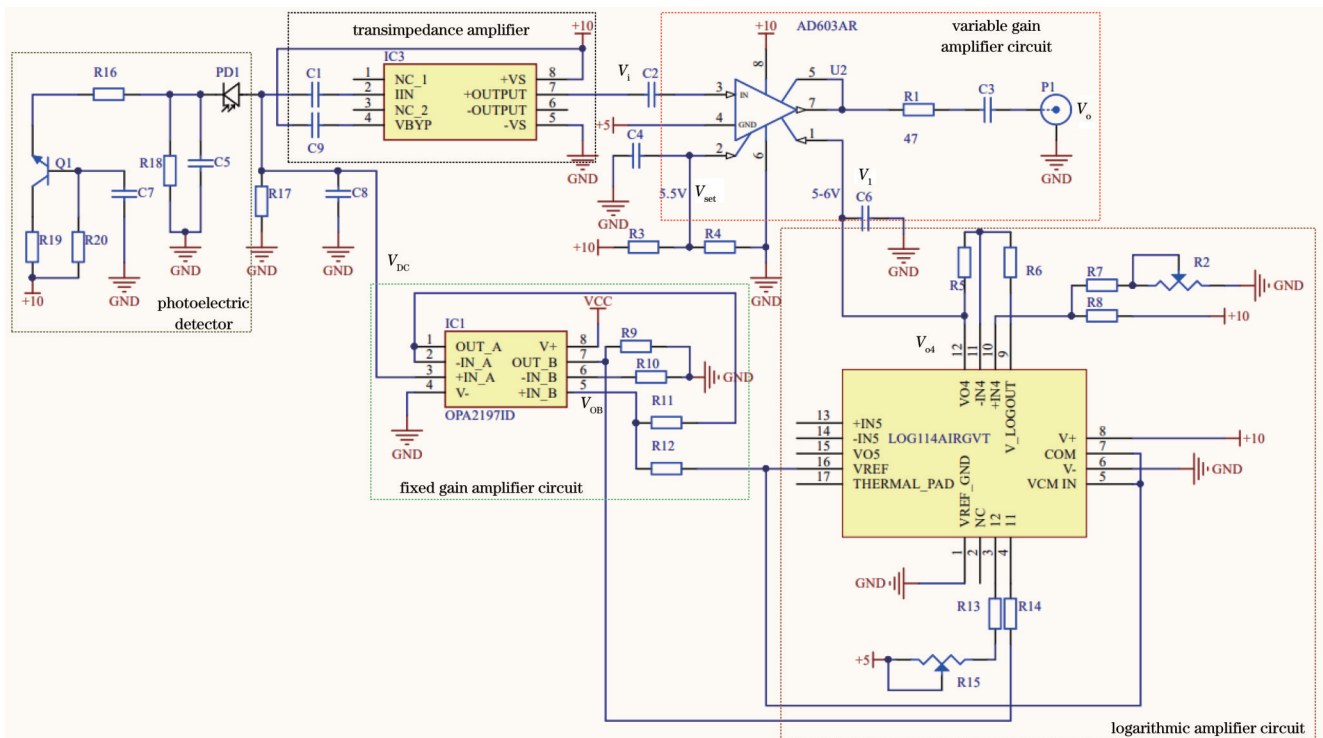 transimpedance amplifier
+10
IC3
1 NC_1
2 IIN
3 NC_2
4 VBYP
+VS 8
+OUTPUT 7
-OUTPUT 6
-VS 5
C1
C9
GND
R16
PD1
R18
C5
Q1
C7
R17
C8
R19
R20
GND
GND
GND
GND
+10
photoelectric
detector
+10
AD603AR
variable gain
amplifier circuit
Vi
C2
3
IN
8
5
U2
7
R1
47
C3
P1
Vo
GND
+5
4
GND
C4
2
6
1
GND
5.5V
Vset
5-6V
V1
C6
GND
+10
R3
R4
GND
VDC
VCC
IC1
1 OUT_A
2 -IN_A
3 +IN_A
4 V-
V+ 8
OUT_B 7
-IN_B 6
+IN_B 5
OPA2197ID
VOB
R9
R10
GND
R11
R12
GND
fixed gain amplifier circuit
R5
R6
R7
R2
GND
R8
+10
Vo4
12
11
10
9
VO4
-IN4
+IN4
V_LOGOUT
LOG114AIRGVT
13 +IN5
14 -IN5
15 VO5
16 VREF
17 THERMAL_PAD
V+ 8
COM 7
V- 6
VCM IN 5
+10
GND
VREF_GND
NC
I2
I1
1
2
3
4
GND
R13
R14
+5
R15
logarithmic amplifier circuit